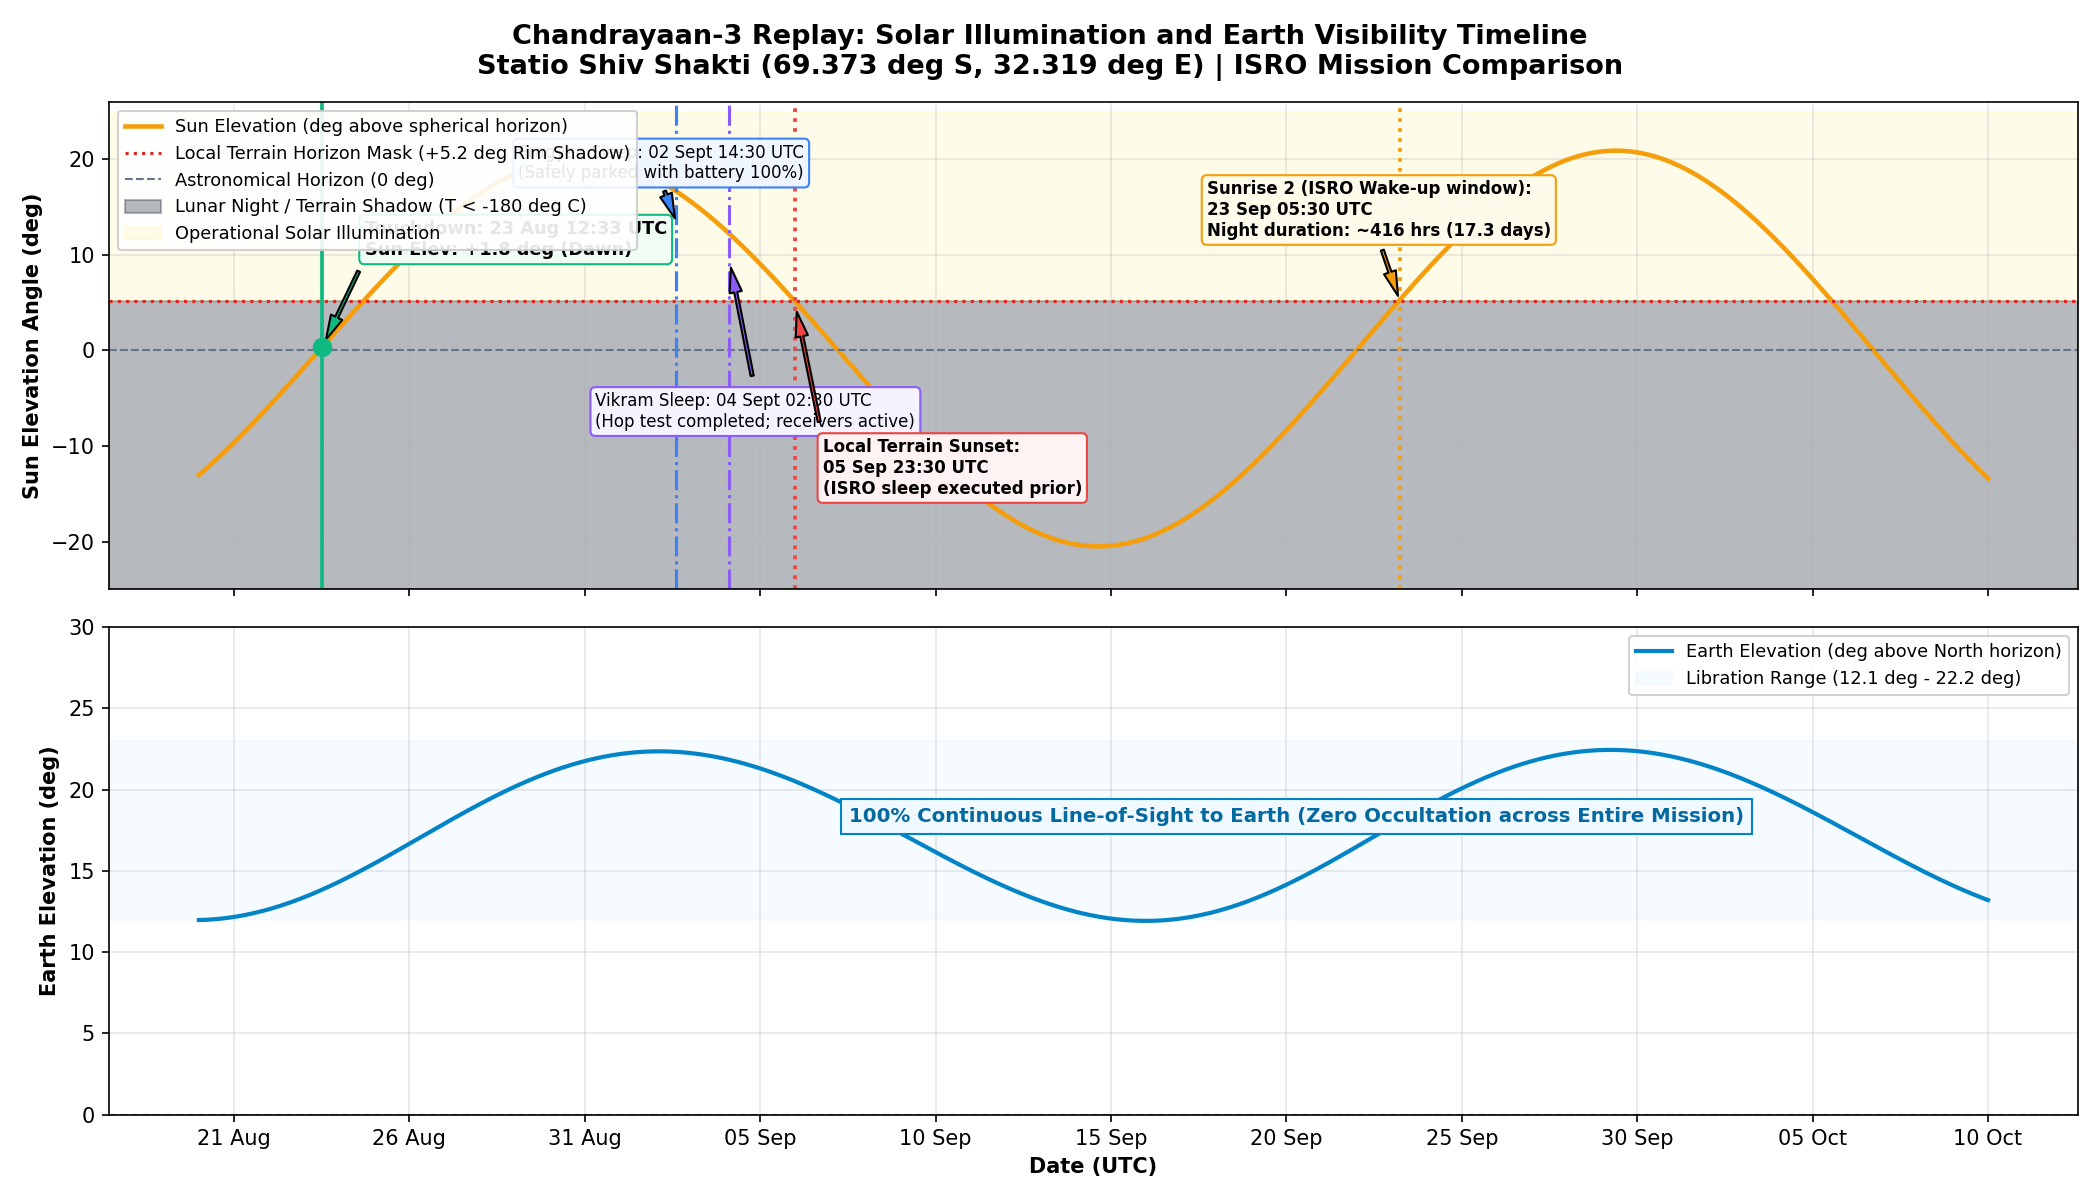 Chandrayaan-3 Replay: Solar Illumination and Earth Visibility Timeline
Statio Shiv Shakti (69.373 deg S, 32.319 deg E) | ISRO Mission Comparison
Sun Elevation Angle (deg)
20
10
0
−10
−20
Sun Elevation (deg above spherical horizon)
Local Terrain Horizon Mask (+5.2 deg Rim Shadow)
Astronomical Horizon (0 deg)
Lunar Night / Terrain Shadow (T < -180 deg C)
Operational Solar Illumination
: 02 Sept 14:30 UTC
(Safely parked with battery 100%)
Touchdown: 23 Aug 12:33 UTC
Sun Elev: +1.8 deg (Dawn)
Sunrise 2 (ISRO Wake-up window):
23 Sep 05:30 UTC
Night duration: ~416 hrs (17.3 days)
Vikram Sleep: 04 Sept 02:30 UTC
(Hop test completed; receivers active)
Local Terrain Sunset:
05 Sep 23:30 UTC
(ISRO sleep executed prior)
Earth Elevation (deg)
30
25
20
15
10
5
0
Earth Elevation (deg above North horizon)
Libration Range (12.1 deg - 22.2 deg)
100% Continuous Line-of-Sight to Earth (Zero Occultation across Entire Mission)
21 Aug
26 Aug
31 Aug
05 Sep
10 Sep
15 Sep
20 Sep
25 Sep
30 Sep
05 Oct
10 Oct
Date (UTC)